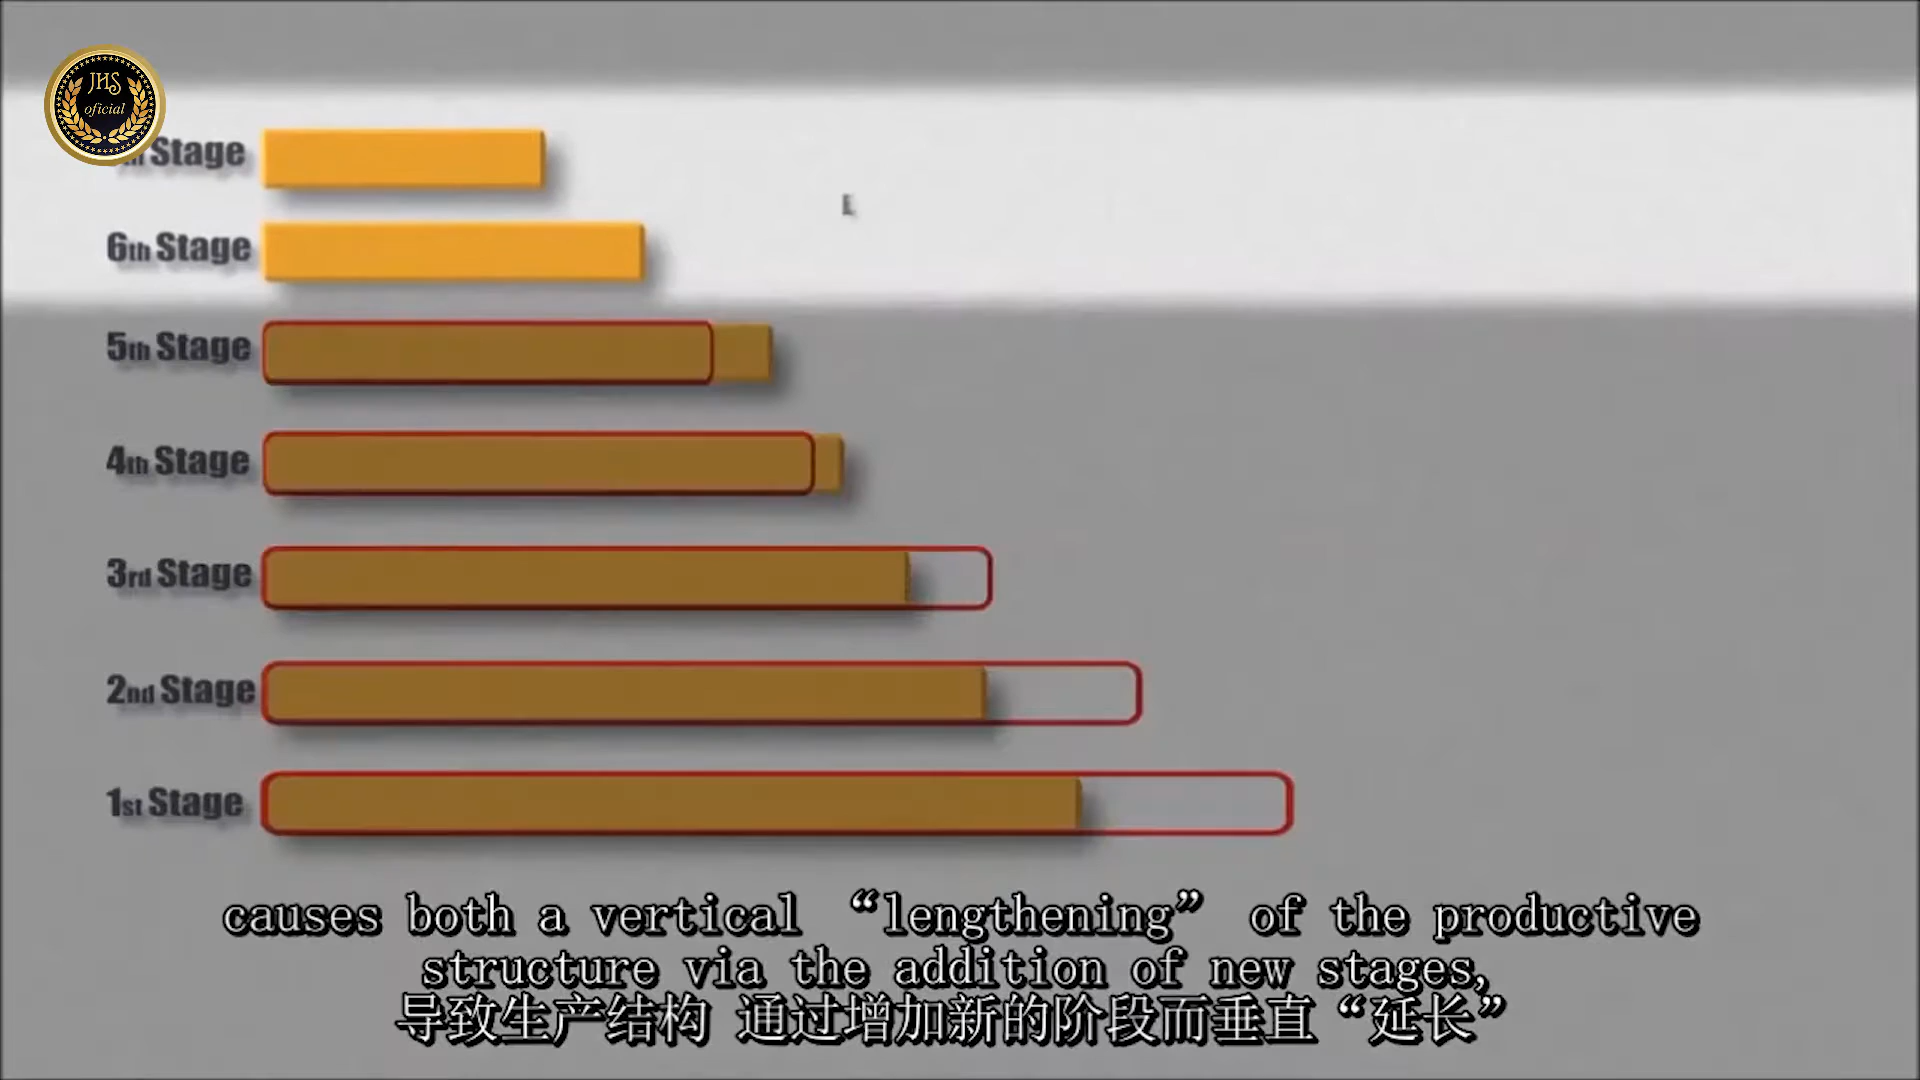 JHS
oficial
Stage
6th Stage
5th Stage
4th Stage
3rd Stage
2nd Stage
1st Stage
causes both a vertical “lengthening” of the productive
structure via the addition of new stages,
导致生产结构 通过增加新的阶段而垂直“延长”